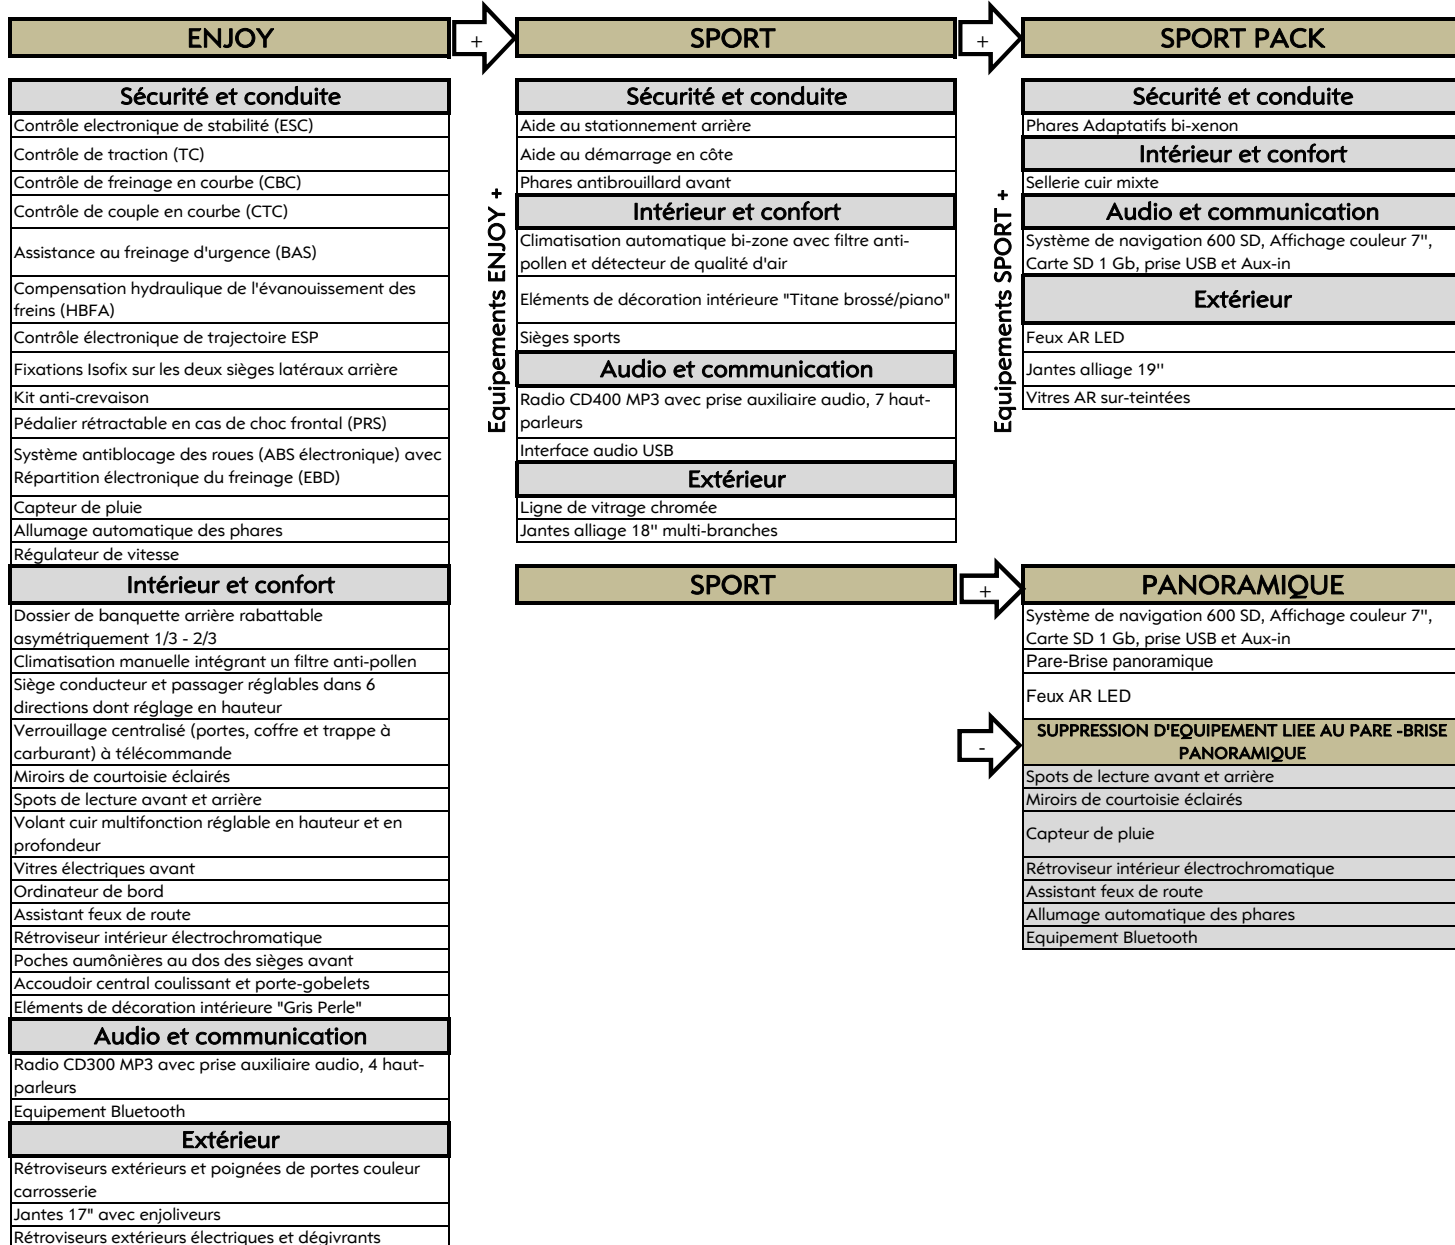 ENJOY
+
SPORT
+
SPORT PACK
Sécurité et conduite
Contrôle electronique de stabilité (ESC)
Contrôle de traction (TC)
Contrôle de freinage en courbe (CBC)
Contrôle de couple en courbe (CTC)
Assistance au freinage d'urgence (BAS)
Compensation hydraulique de l'évanouissement des
freins (HBFA)
Contrôle électronique de trajectoire ESP
Fixations Isofix sur les deux sièges latéraux arrière
Kit anti-crevaison
Pédalier rétractable en cas de choc frontal (PRS)
Système antiblocage des roues (ABS électronique) avec
Répartition électronique du freinage (EBD)
Capteur de pluie
Allumage automatique des phares
Régulateur de vitesse
Intérieur et confort
Dossier de banquette arrière rabattable
asymétriquement 1/3 - 2/3
Climatisation manuelle intégrant un filtre anti-pollen
Siège conducteur et passager réglables dans 6
directions dont réglage en hauteur
Verrouillage centralisé (portes, coffre et trappe à
carburant) à télécommande
Miroirs de courtoisie éclairés
Spots de lecture avant et arrière
Volant cuir multifonction réglable en hauteur et en
profondeur
Vitres électriques avant
Ordinateur de bord
Assistant feux de route
Rétroviseur intérieur électrochromatique
Poches aumônières au dos des sièges avant
Accoudoir central coulissant et porte-gobelets
Eléments de décoration intérieure "Gris Perle"
Audio et communication
Radio CD300 MP3 avec prise auxiliaire audio, 4 haut-
parleurs
Equipement Bluetooth
Extérieur
Rétroviseurs extérieurs et poignées de portes couleur
carrosserie
Jantes 17" avec enjoliveurs
Rétroviseurs extérieurs électriques et dégivrants
Equipements ENJOY +
Sécurité et conduite
Aide au stationnement arrière
Aide au démarrage en côte
Phares antibrouillard avant
Intérieur et confort
Climatisation automatique bi-zone avec filtre anti-
pollen et détecteur de qualité d'air
Eléments de décoration intérieure "Titane brossé/piano"
Sièges sports
Audio et communication
Radio CD400 MP3 avec prise auxiliaire audio, 7 haut-
parleurs
Interface audio USB
Extérieur
Ligne de vitrage chromée
Jantes alliage 18" multi-branches
Equipements SPORT +
Sécurité et conduite
Phares Adaptatifs bi-xenon
Intérieur et confort
Sellerie cuir mixte
Audio et communication
Système de navigation 600 SD, Affichage couleur 7",
Carte SD 1 Gb, prise USB et Aux-in
Extérieur
Feux AR LED
Jantes alliage 19"
Vitres AR sur-teintées
SPORT
+
PANORAMIQUE
Système de navigation 600 SD, Affichage couleur 7",
Carte SD 1 Gb, prise USB et Aux-in
Pare-Brise panoramique
Feux AR LED
-
SUPPRESSION D'EQUIPEMENT LIEE AU PARE -BRISE
PANORAMIQUE
Spots de lecture avant et arrière
Miroirs de courtoisie éclairés
Capteur de pluie
Rétroviseur intérieur électrochromatique
Assistant feux de route
Allumage automatique des phares
Equipement Bluetooth